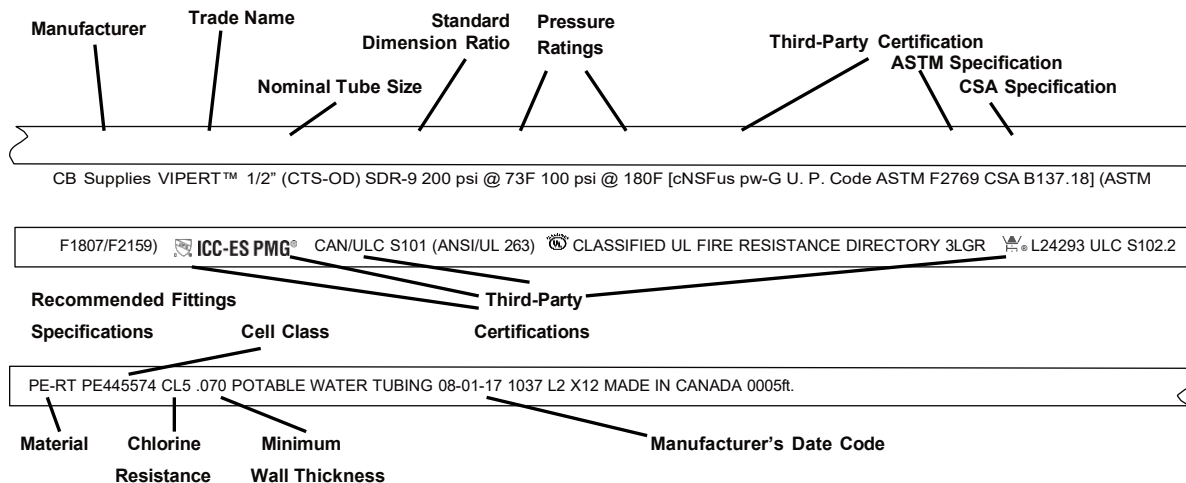 Manufacturer
Trade Name
Nominal Tube Size
Standard
Dimension Ratio
Pressure
Ratings
Third-Party Certification
ASTM Specification
CSA Specification
CB Supplies VIPERT™ 1/2” (CTS-OD) SDR-9 200 psi @ 73F 100 psi @ 180F [cNSFus pw-G U. P. Code ASTM F2769 CSA B137.18] (ASTM
F1807/F2159) ICC-ES PMG® CAN/ULC S101 (ANSI/UL 263) UL CLASSIFIED UL FIRE RESISTANCE DIRECTORY 3LGR ® L24293 ULC S102.2
Recommended Fittings
Specifications
Cell Class
Third-Party
Certifications
PE-RT PE445574 CL5 .070 POTABLE WATER TUBING 08-01-17 1037 L2 X12 MADE IN CANADA 0005ft.
Material
Chlorine
Resistance
Minimum
Wall Thickness
Manufacturer’s Date Code